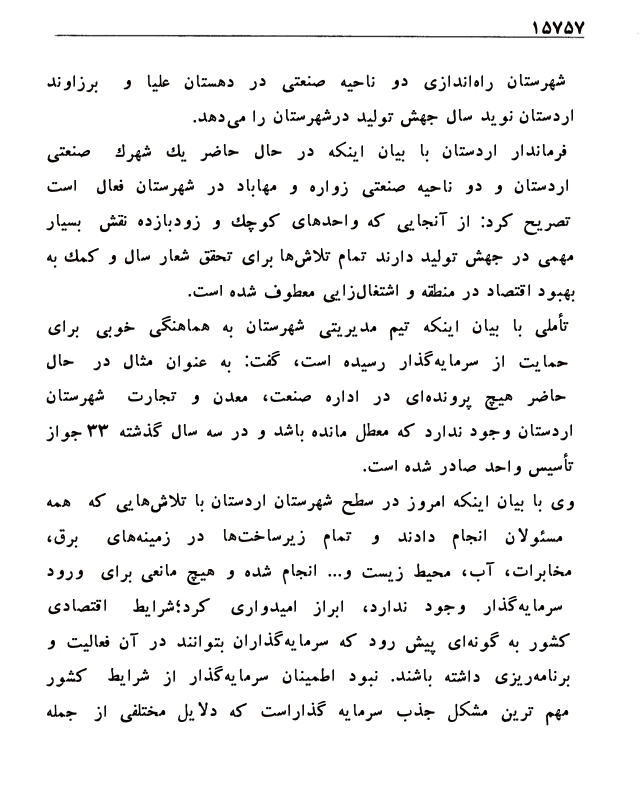 ۱۵۷۵۷
شهرستان راه‌اندازی دو ناحیه صنعتی در دهستان علیا و برزاوند
اردستان نوید سال جهش تولید درشهرستان را می‌دهد.
فرماندار اردستان با بیان اینکه در حال حاضر یك شهرك صنعتی
اردستان و دو ناحیه صنعتی زواره و مهاباد در شهرستان فعال است
تصریح کرد: از آنجایی که واحدهای کوچك و زودبازده نقش بسیار
مهمی در جهش تولید دارند تمام تلاش‌ها برای تحقق شعار سال و کمك به
بهبود اقتصاد در منطقه و اشتغال‌زایی معطوف شده است.
تأملی با بیان اینکه تیم مدیریتی شهرستان به هماهنگی خوبی برای
حمایت از سرمایه‌گذار رسیده است، گفت: به عنوان مثال در حال
حاضر هیچ پرونده‌ای در اداره صنعت، معدن و تجارت شهرستان
اردستان وجود ندارد که معطل مانده باشد و در سه سال گذشته ۳۳ جواز
تأسیس واحد صادر شده است.
وی با بیان اینکه امروز در سطح شهرستان اردستان با تلاش‌هایی که همه
مسئولان انجام دادند و تمام زیرساخت‌ها در زمینه‌های برق،
مخابرات، آب، محیط زیست و... انجام شده و هیچ مانعی برای ورود
سرمایه‌گذار وجود ندارد، ابراز امیدواری کرد؛شرایط اقتصادی
کشور به گونه‌ای پیش رود که سرمایه‌گذاران بتوانند در آن فعالیت و
برنامه‌ریزی داشته باشند. نبود اطمینان سرمایه‌گذار از شرایط کشور
مهم ترین مشکل جذب سرمایه گذاراست که دلایل مختلفی از جمله